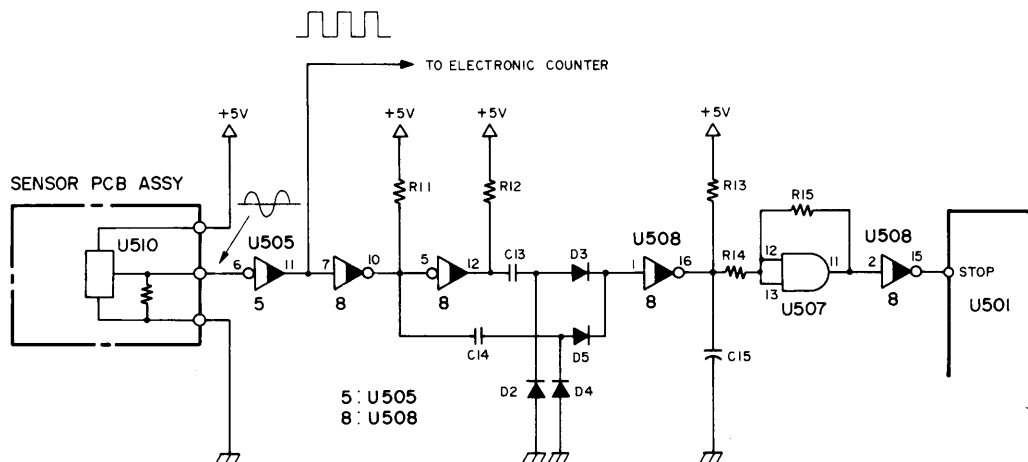 TO ELECTRONIC COUNTER
+5V
+5V
+5V
+5V
SENSOR PCB ASSY
R11
R12
R13
R15
U510
U505
U508
U508
6
11
7
10
5
12
C13
D3
1
16
R14
12
11
2
15
STOP
13
5
8
8
8
U507
8
U501
C14
D5
C15
5 : U505
8 : U508
D2
D4